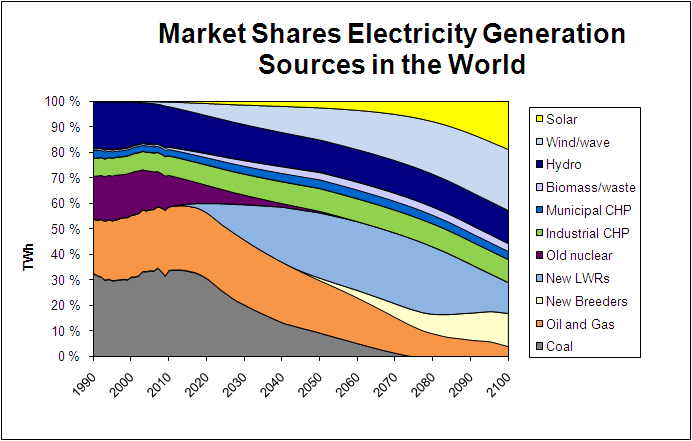 Market Shares Electricity Generation
Sources in the World
100 %
90 %
80 %
70 %
60 %
50 %
40 %
30 %
20 %
10 %
0 %
TWh
1990
2000
2010
2020
2030
2040
2050
2060
2070
2080
2090
2100
Solar
Wind/wave
Hydro
Biomass/waste
Municipal CHP
Industrial CHP
Old nuclear
New LWRs
New Breeders
Oil and Gas
Coal